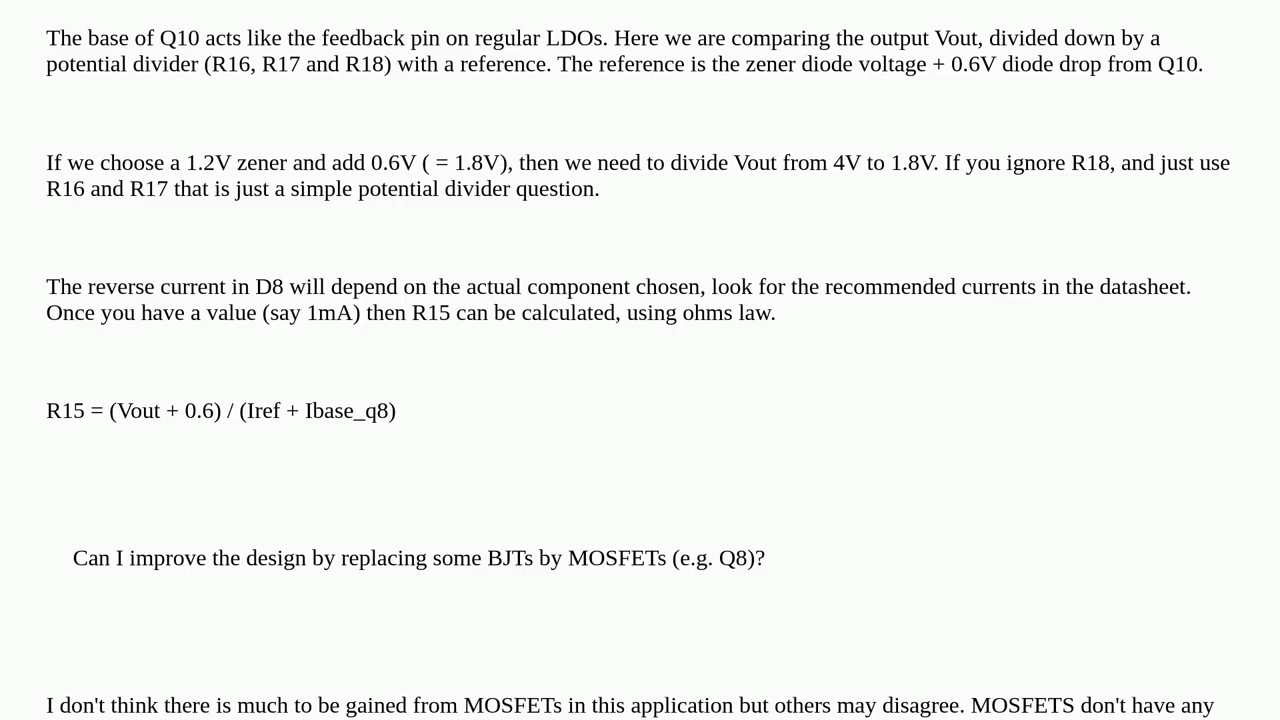 The base of Q10 acts like the feedback pin on regular LDOs. Here we are comparing the output Vout, divided down by a
potential divider (R16, R17 and R18) with a reference. The reference is the zener diode voltage + 0.6V diode drop from Q10.
If we choose a 1.2V zener and add 0.6V ( = 1.8V), then we need to divide Vout from 4V to 1.8V. If you ignore R18, and just use
R16 and R17 that is just a simple potential divider question.
The reverse current in D8 will depend on the actual component chosen, look for the recommended currents in the datasheet.
Once you have a value (say 1mA) then R15 can be calculated, using ohms law.
R15 = (Vout + 0.6) / (Iref + Ibase_q8)
Can I improve the design by replacing some BJTs by MOSFETs (e.g. Q8)?
I don't think there is much to be gained from MOSFETs in this application but others may disagree. MOSFETS don't have any